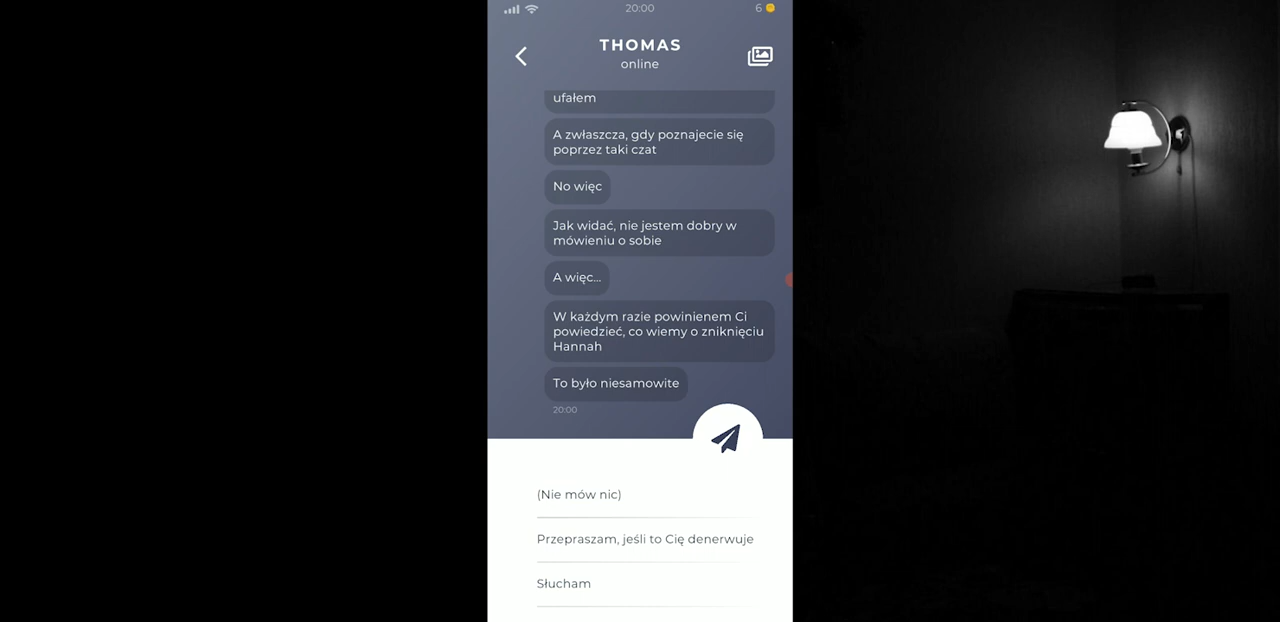 20:00
6
THOMAS
online
ufałem
A zwłaszcza, gdy poznajecie się
poprzez taki czat
No więc
Jak widać, nie jestem dobry w
mówieniu o sobie
A więc...
W każdym razie powinienem Ci
powiedzieć, co wiemy o zniknięciu
Hannah
To było niesamowite
20:00
(Nie mów nic)
Przepraszam, jeśli to Cię denerwuje
Słucham